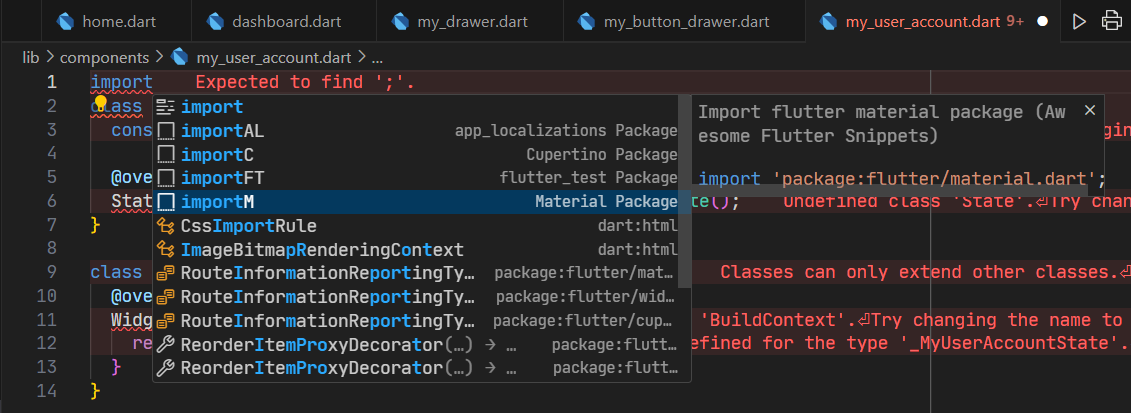 home.dart dashboard.dart my_drawer.dart my_button_drawer.dart my_user_account.dart 9+
lib > components > my_user_account.dart > ...
1 import Expected to find ';'.
2 class
import
Import flutter material package (Aw
3 cons
importAL app_localizations Package
esome Flutter Snippets)
4
importC Cupertino Package
5 @ove
importFT flutter_test Package
import 'package:flutter/material.dart';
6 Stat
importM Material Package
te(); Undefined class 'State'.⏎Try chan
7 }
CssImportRule dart:html
8
ImageBitmapRenderingContext dart:html
9 class
RouteInformationReportingTy… package:flutter/mat…
Classes can only extend other classes.⏎
10 @ove
RouteInformationReportingTy… package:flutter/wid…
11 Widg
RouteInformationReportingTy… package:flutter/cup…
'BuildContext'.⏎Try changing the name to
12 re
ReorderItemProxyDecorator(…) → … package:flutt…
efined for the type '_MyUserAccountState'.
13 }
ReorderItemProxyDecorator(…) → … package:flutt…
14 }